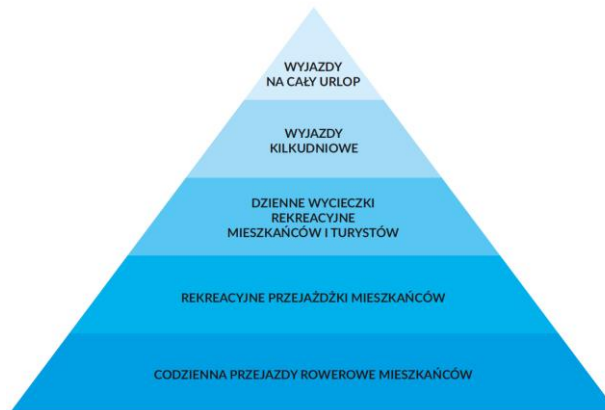 WYJAZDY
NA CAŁY URLOP
WYJAZDY
KILKUDNIOWE
DZIENNE WYCIECZKI
REKREACYJNE
MIESZKAŃCÓW I TURYSTÓW
REKREACYJNE PRZEJAŻDŻKI MIESZKAŃCÓW
CODZIENNA PRZEJAZDY ROWEROWE MIESZKAŃCÓW